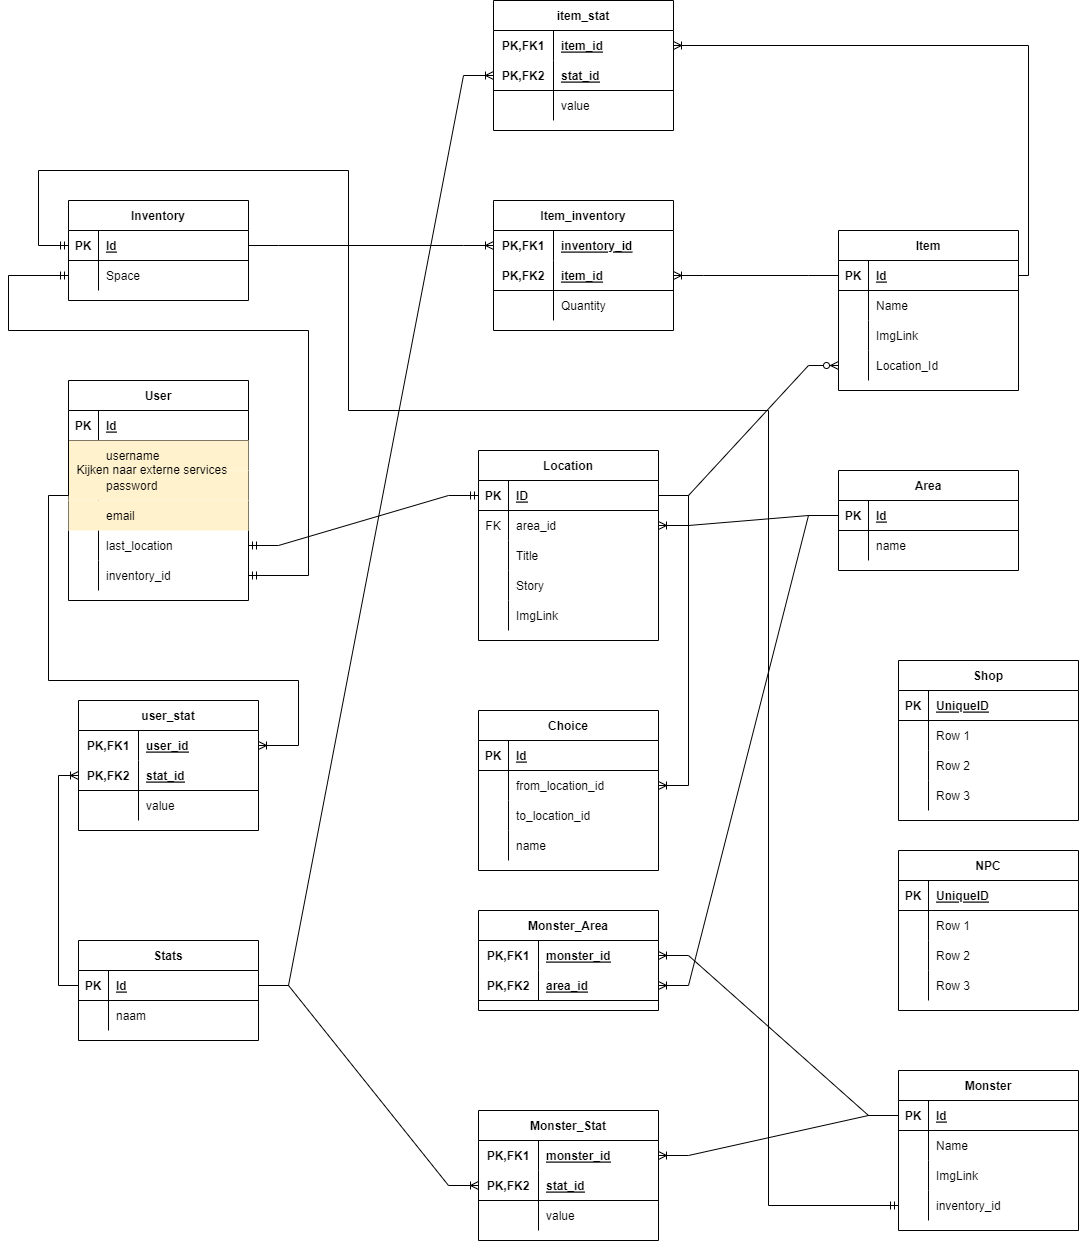 item_stat
PK,FK1 item_id
PK,FK2 stat_id
value
Inventory
PK Id
Space
Item_inventory
PK,FK1 inventory_id
PK,FK2 item_id
Quantity
Item
PK Id
Name
ImgLink
Location_Id
User
PK Id
username
Kijken naar externe services
password
email
last_location
inventory_id
Location
PK ID
FK area_id
Title
Story
ImgLink
Area
PK Id
name
user_stat
PK,FK1 user_id
PK,FK2 stat_id
value
Choice
PK Id
from_location_id
to_location_id
name
Shop
PK UniqueID
Row 1
Row 2
Row 3
NPC
PK UniqueID
Row 1
Row 2
Row 3
Stats
PK Id
naam
Monster_Area
PK,FK1 monster_id
PK,FK2 area_id
Monster_Stat
PK,FK1 monster_id
PK,FK2 stat_id
value
Monster
PK Id
Name
ImgLink
inventory_id